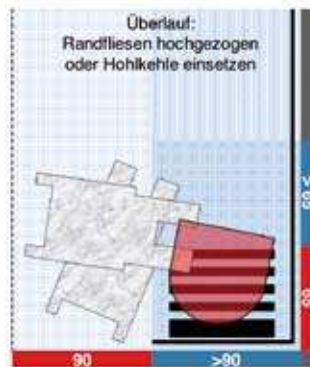 Überlauf:
Randfliesen hochgezogen
oder Hohlkehle einsetzen
90
>90